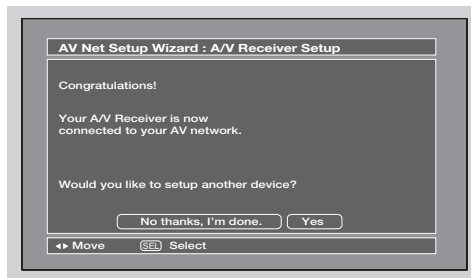 AV Net Setup Wizard : A/V Receiver Setup
Congratulations!
Your A/V Receiver is now
connected to your AV network.
Would you like to setup another device?
No thanks, I'm done. Yes
◂▸ Move SEL Select